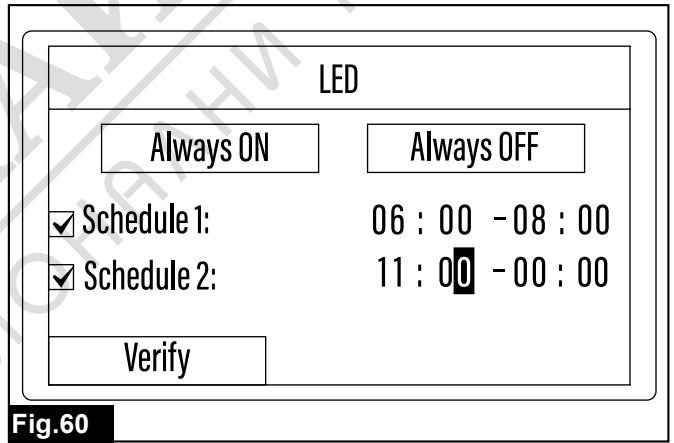 LED
Always ON Always OFF
Schedule 1: 06 : 00 - 08 : 00
Schedule 2: 11 : 00 - 00 : 00
Verify
Fig.60